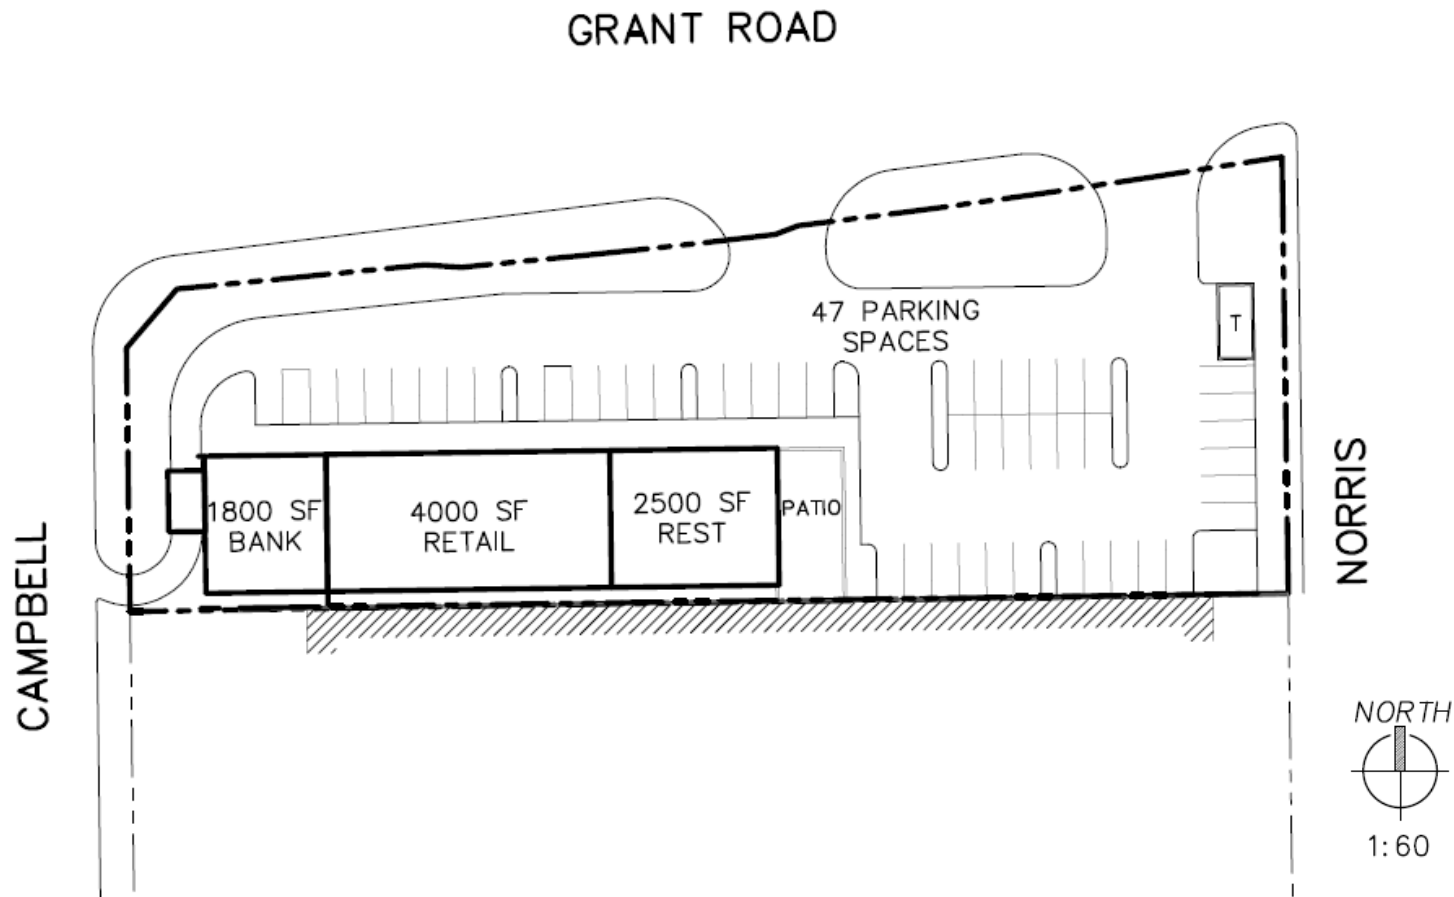 GRANT ROAD
47 PARKING
SPACES
T
1800 SF
BANK
4000 SF
RETAIL
2500 SF
REST
PATIO
CAMPBELL
NORRIS
NORTH
1:60